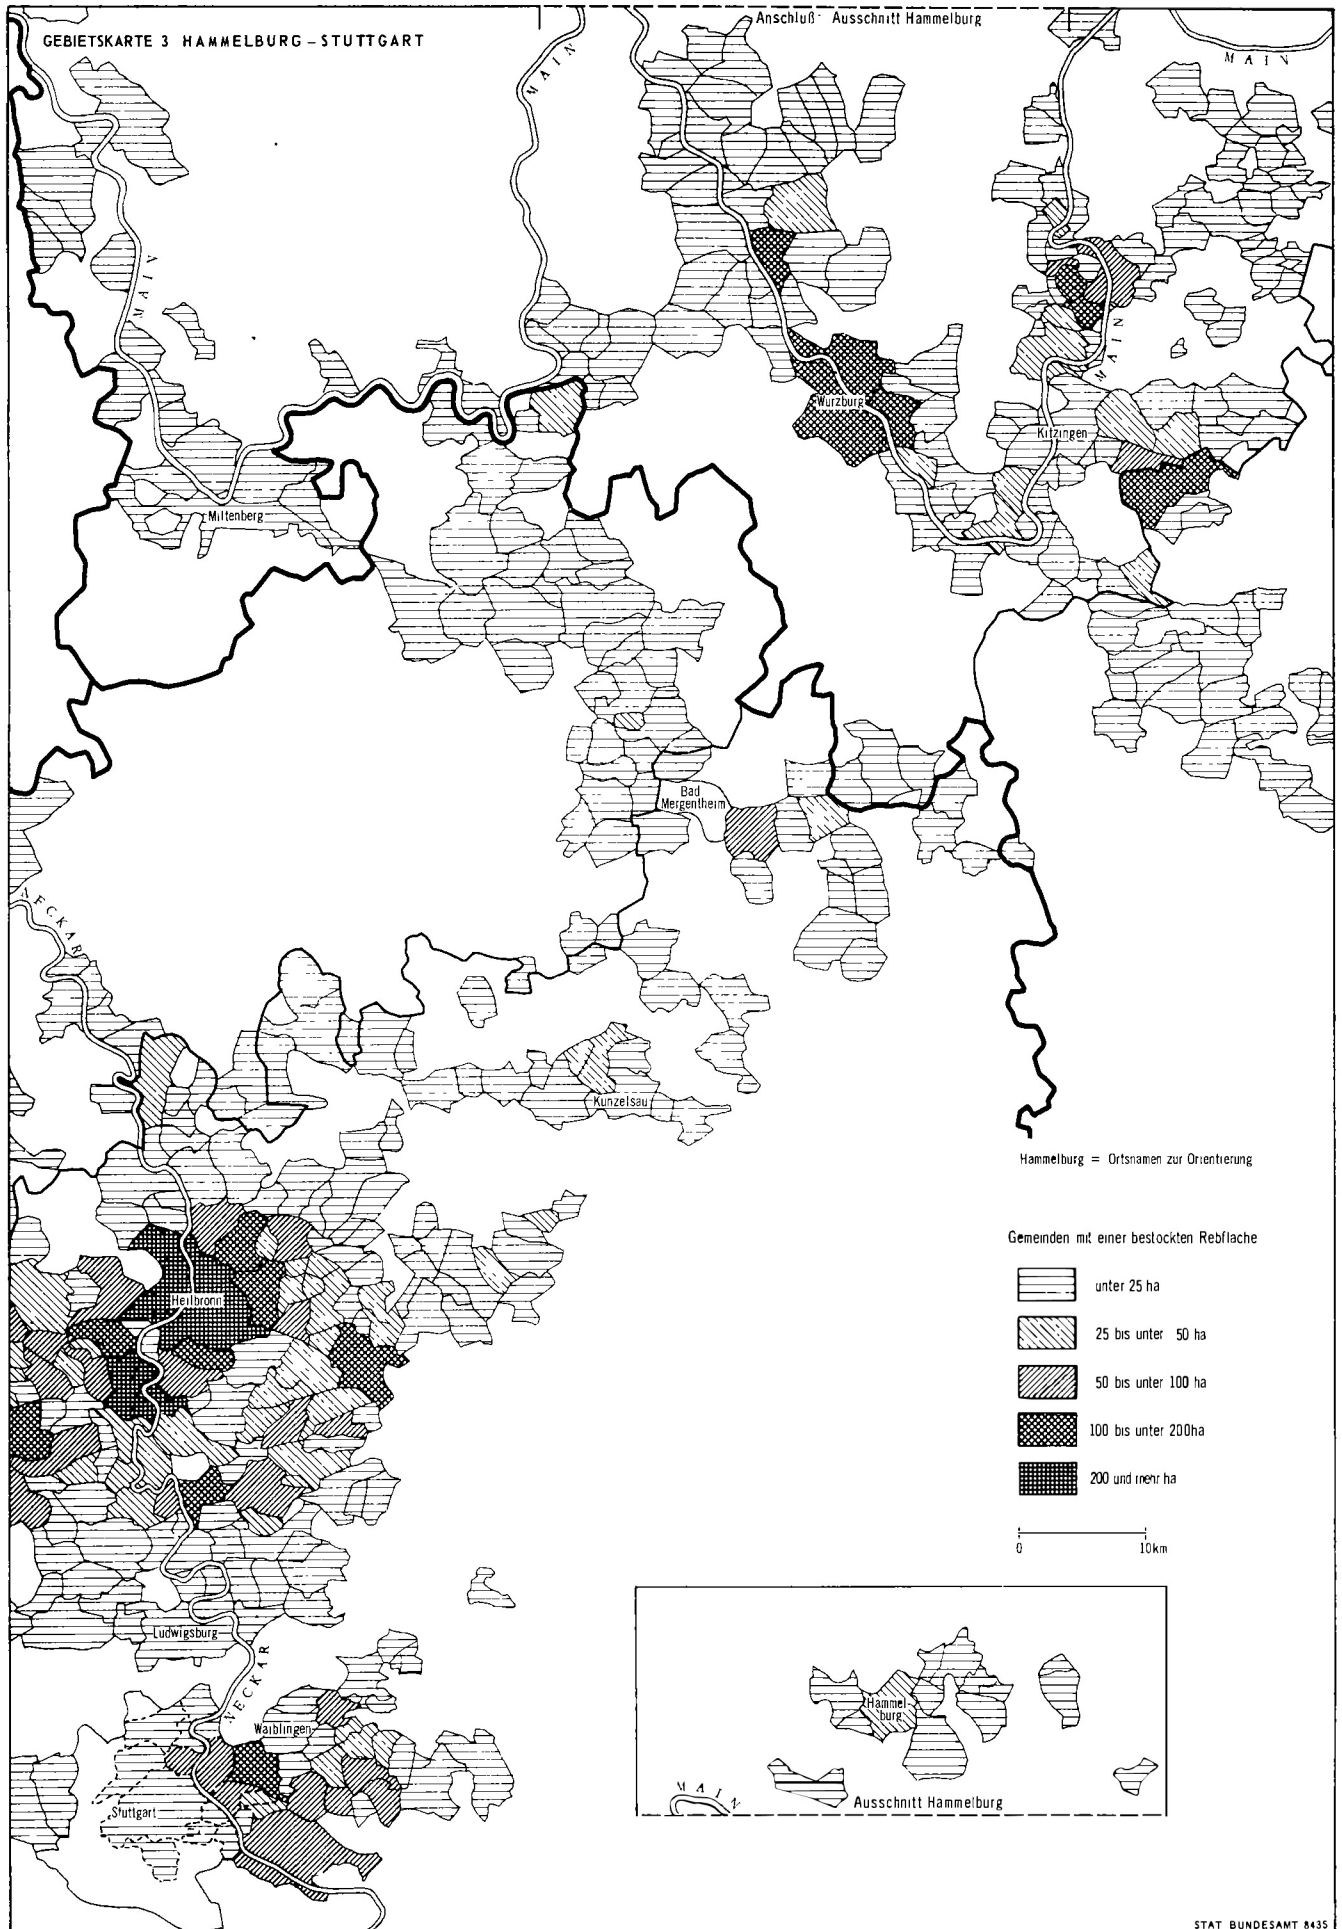 Anschluß- Ausschnitt Hammelburg
GEBIETSKARTE 3 HAMMELBURG – STUTTGART
MAIN
MAIN
MAIN
MAIN
Würzburg
Kitzingen
Miltenberg
Bad
Mergentheim
NECKAR
Kunzelsau
Hammelburg = Ortsnamen zur Orientierung
Gemeinden mit einer bestockten Rebflache
unter 25 ha
25 bis unter 50 ha
50 bis unter 100 ha
100 bis unter 200ha
200 und mehr ha
0 10km
Heilbronn
Ludwigsburg
NECKAR
Waiblingen
Stuttgart
Hammel-
burg
MAIN
Ausschnitt Hammelburg
STAT BUNDESAMT 8435